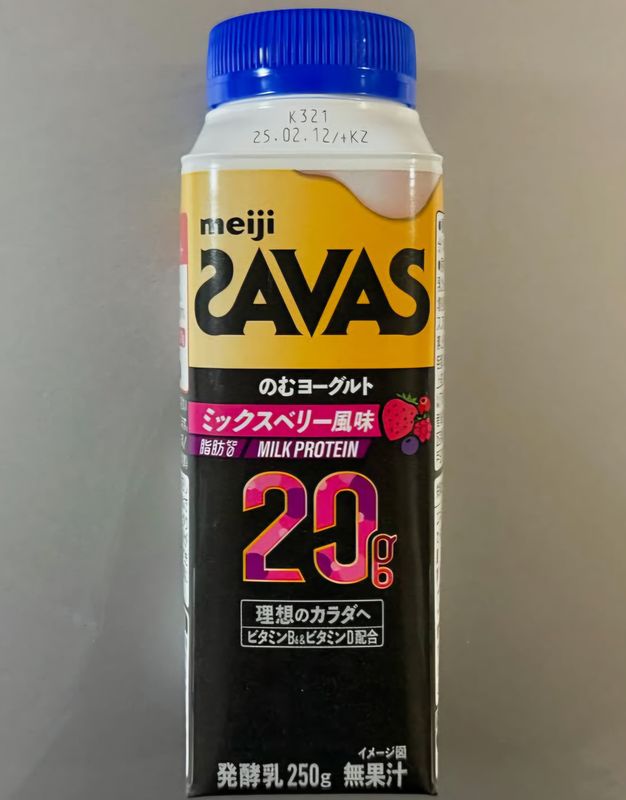 K321
25.02.12/+KZ
meiji
SAVAS
のむヨーグルト
ミックスベリー風味
脂肪ゼロ MILK PROTEIN
20g
理想のカラダへ
ビタミンB6&ビタミンD配合
イメージ図
発酵乳 250g 無果汁